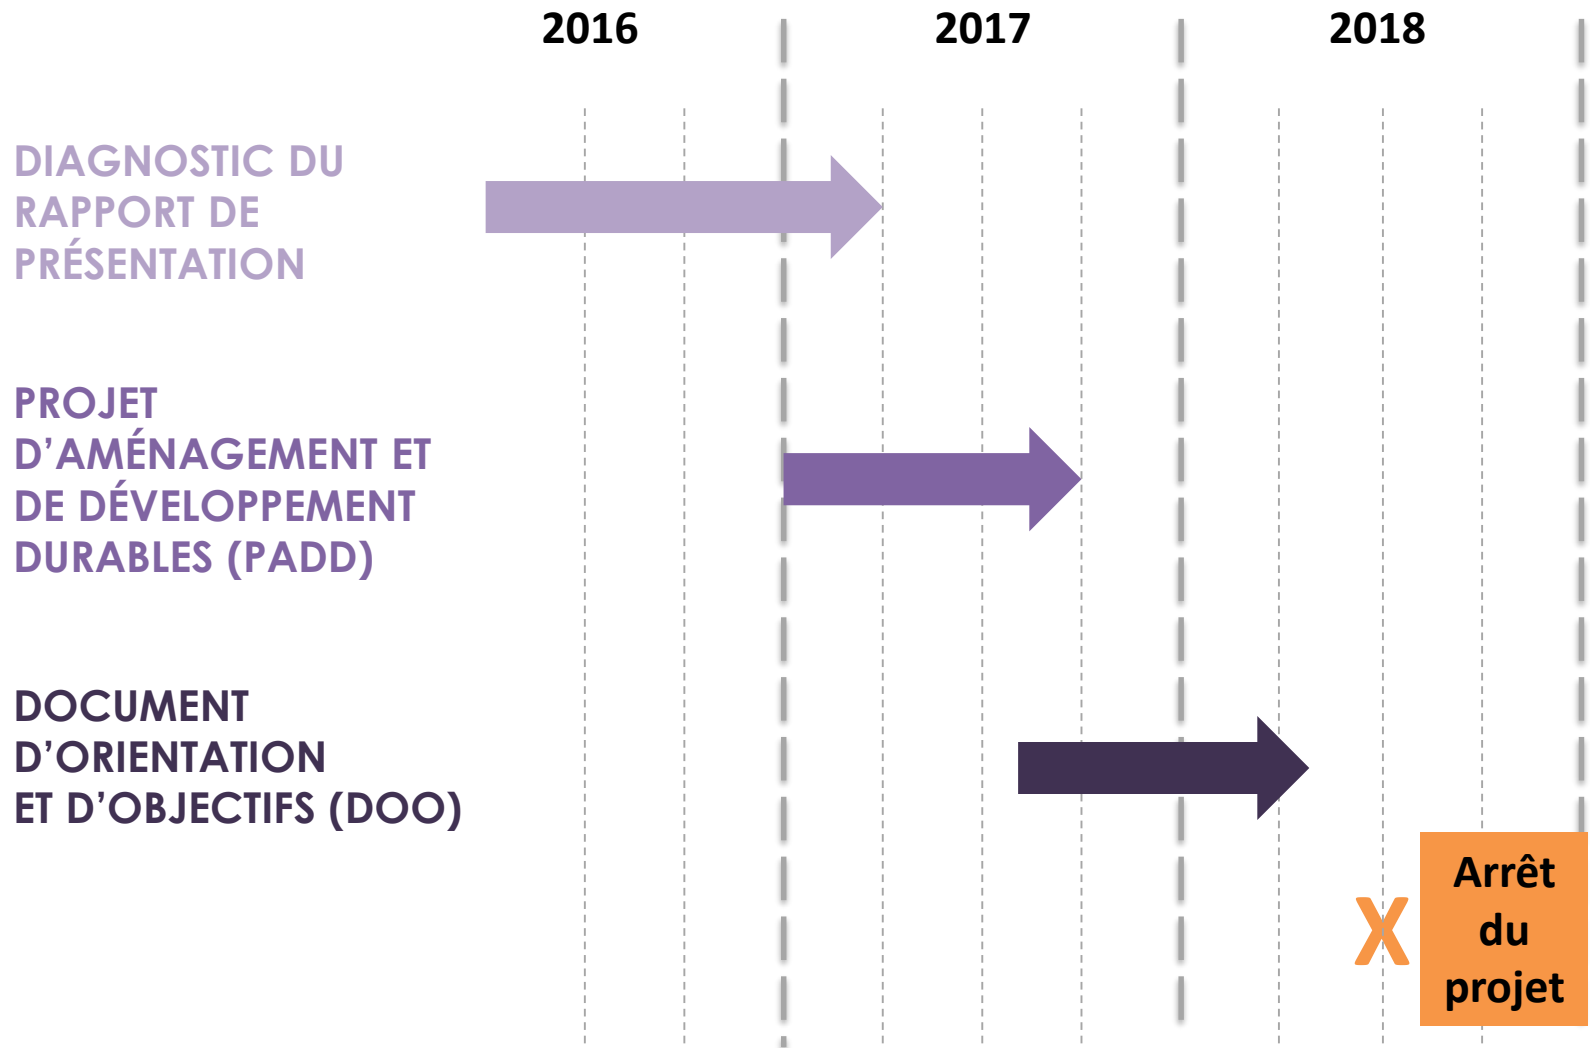 2016
2017
2018
DIAGNOSTIC DU
RAPPORT DE
PRÉSENTATION
PROJET
D’AMÉNAGEMENT ET
DE DÉVELOPPEMENT
DURABLES (PADD)
DOCUMENT
D’ORIENTATION
ET D’OBJECTIFS (DOO)
X
Arrêt
du
projet